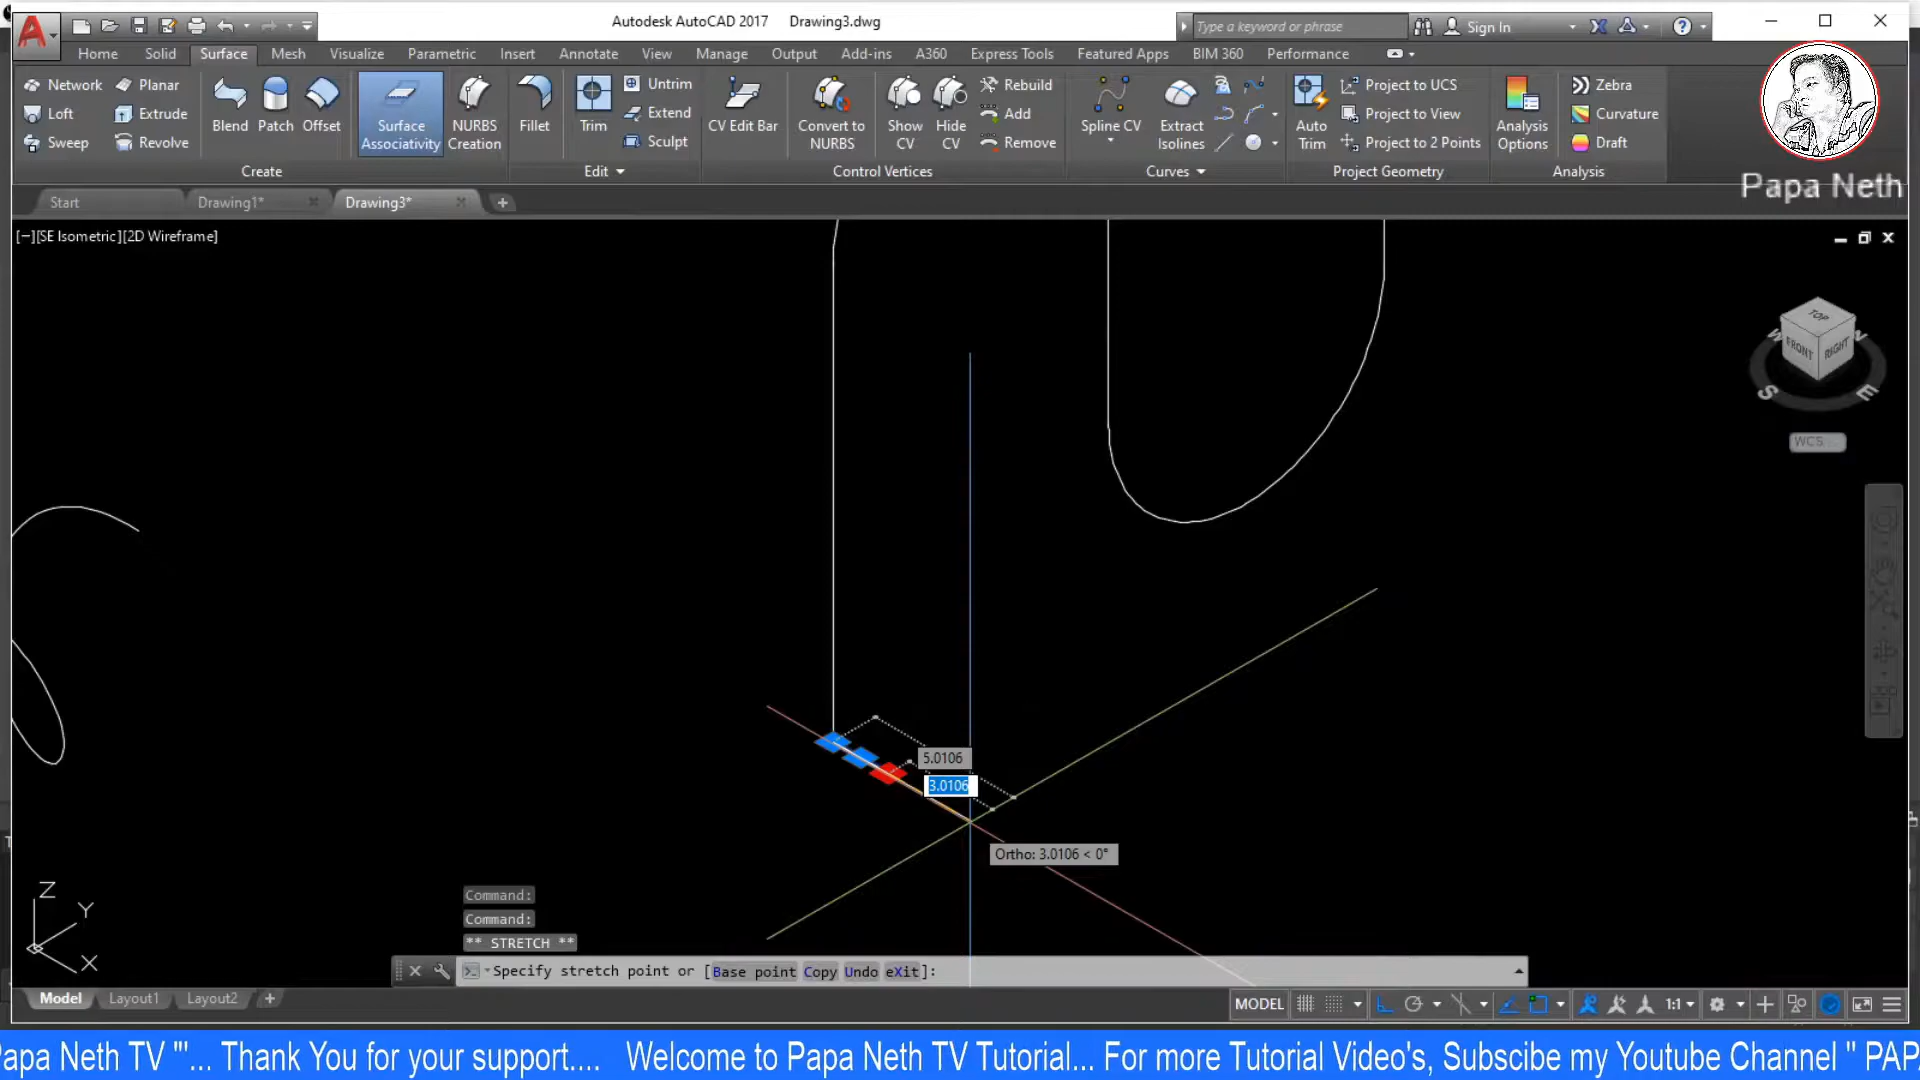 Autodesk AutoCAD 2017 Drawing3.dwg
Type a keyword or phrase
Sign In
Home Solid Surface Mesh Visualize Parametric Insert Annotate View Manage Output Add-ins A360 Express Tools Featured Apps BIM 360 Performance
Network Planar
Loft Extrude
Sweep Revolve
Blend Patch Offset
Create
Surface Associativity
NURBS Creation
Fillet
Trim
Untrim
Extend
Sculpt
Edit
CV Edit Bar
Convert to NURBS
Show CV
Hide CV
Rebuild
Add
Remove
Control Vertices
Spline CV
Extract Isolines
Curves
Auto Trim
Project to UCS
Project to View
Project to 2 Points
Project Geometry
Analysis Options
Zebra
Curvature
Draft
Analysis
Papa Neth
Start Drawing1* Drawing3*
[−][SE Isometric][2D Wireframe]
TOP
FRONT RIGHT
W N
S E
WCS
5.0106
3.0106
Ortho: 3.0106 < 0°
Z
Y
X
Command:
Command:
** STRETCH **
Specify stretch point or [Base point Copy Undo eXit]:
Model Layout1 Layout2
MODEL 1:1
Papa Neth TV "'... Thank You for your support.... Welcome to Papa Neth TV Tutorial... For more Tutorial Video's, Subscibe my Youtube Channel " PAP